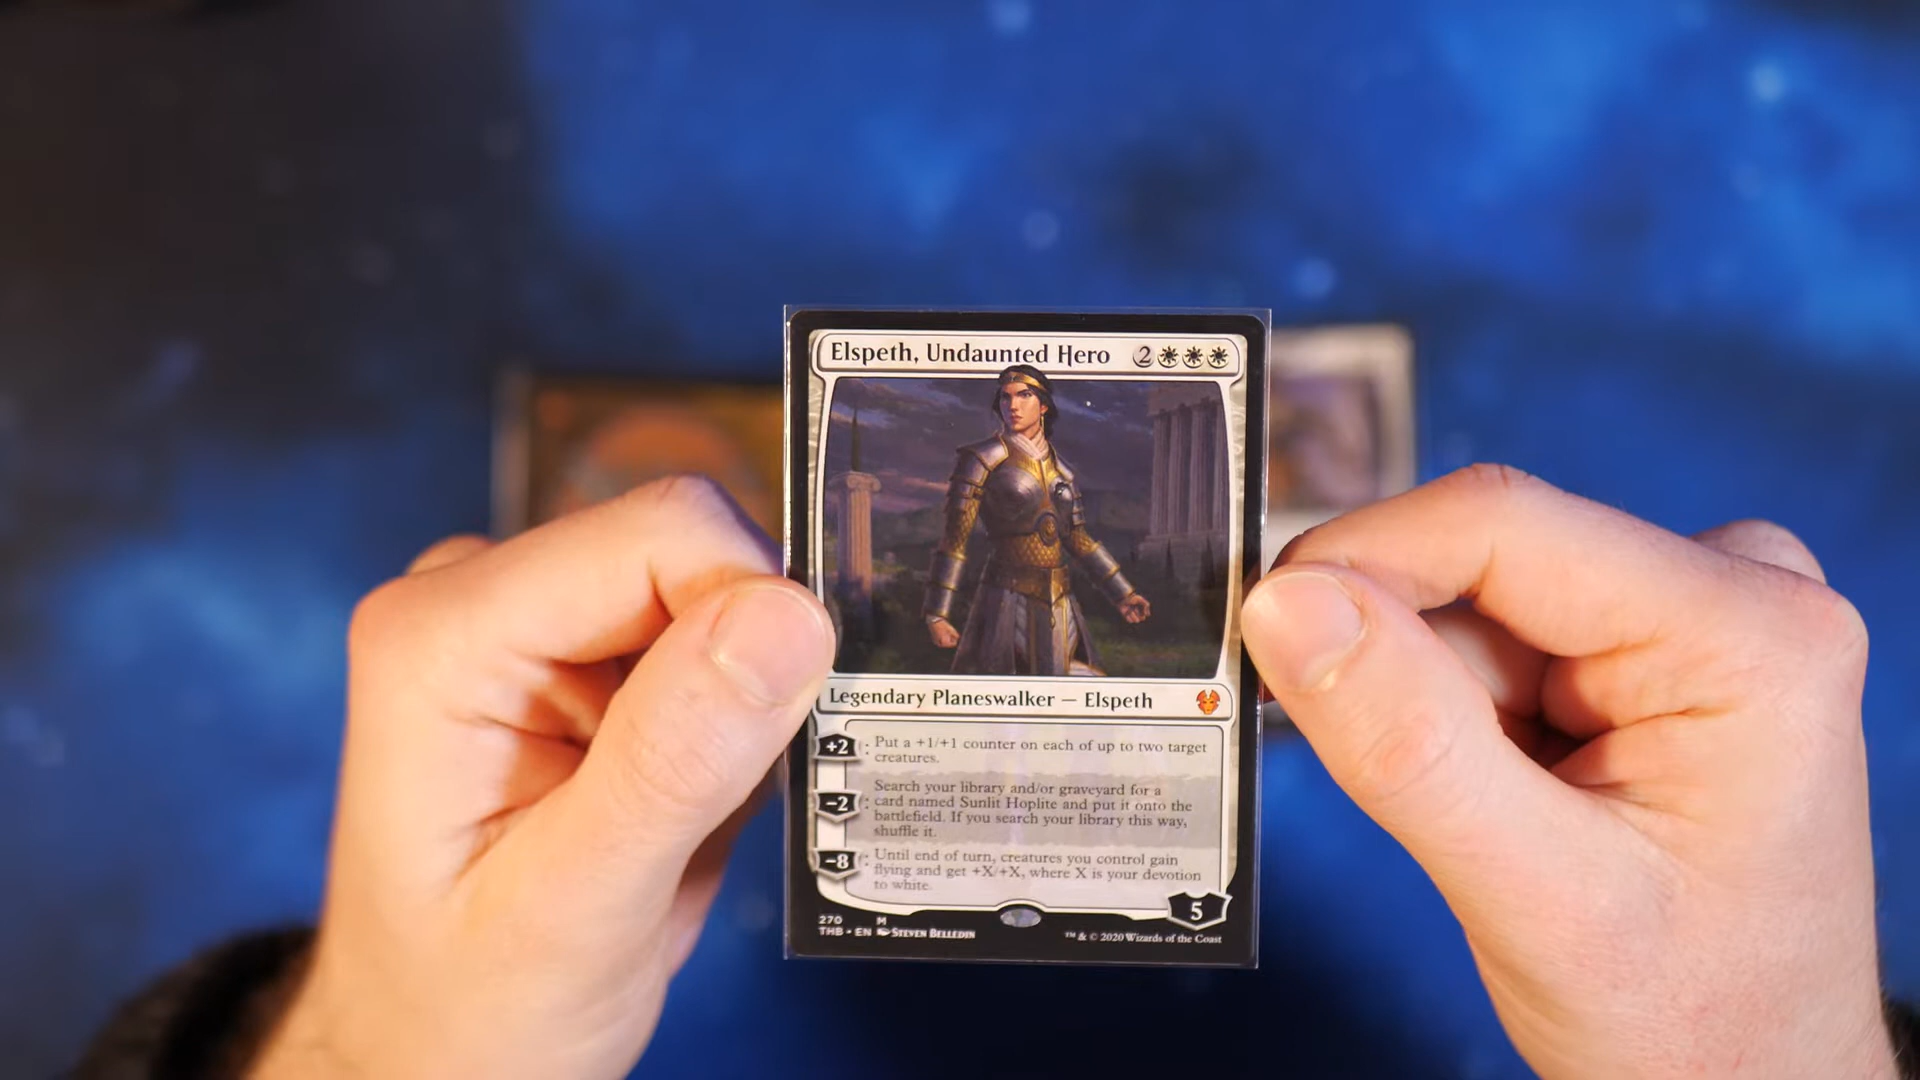 Elspeth, Undaunted Hero 2
Legendary Planeswalker — Elspeth
+2 : Put a +1/+1 counter on each of up to two target
creatures.
Search your library and/or graveyard for a
−2 : card named Sunlit Hoplite and put it onto the
battlefield. If you search your library this way,
shuffle it.
−8 : Until end of turn, creatures you control gain
flying and get +X/+X, where X is your devotion
to white.
5
270 M
THB • EN STEVEN BELLEDIN
™ & © 2020 Wizards of the Coast